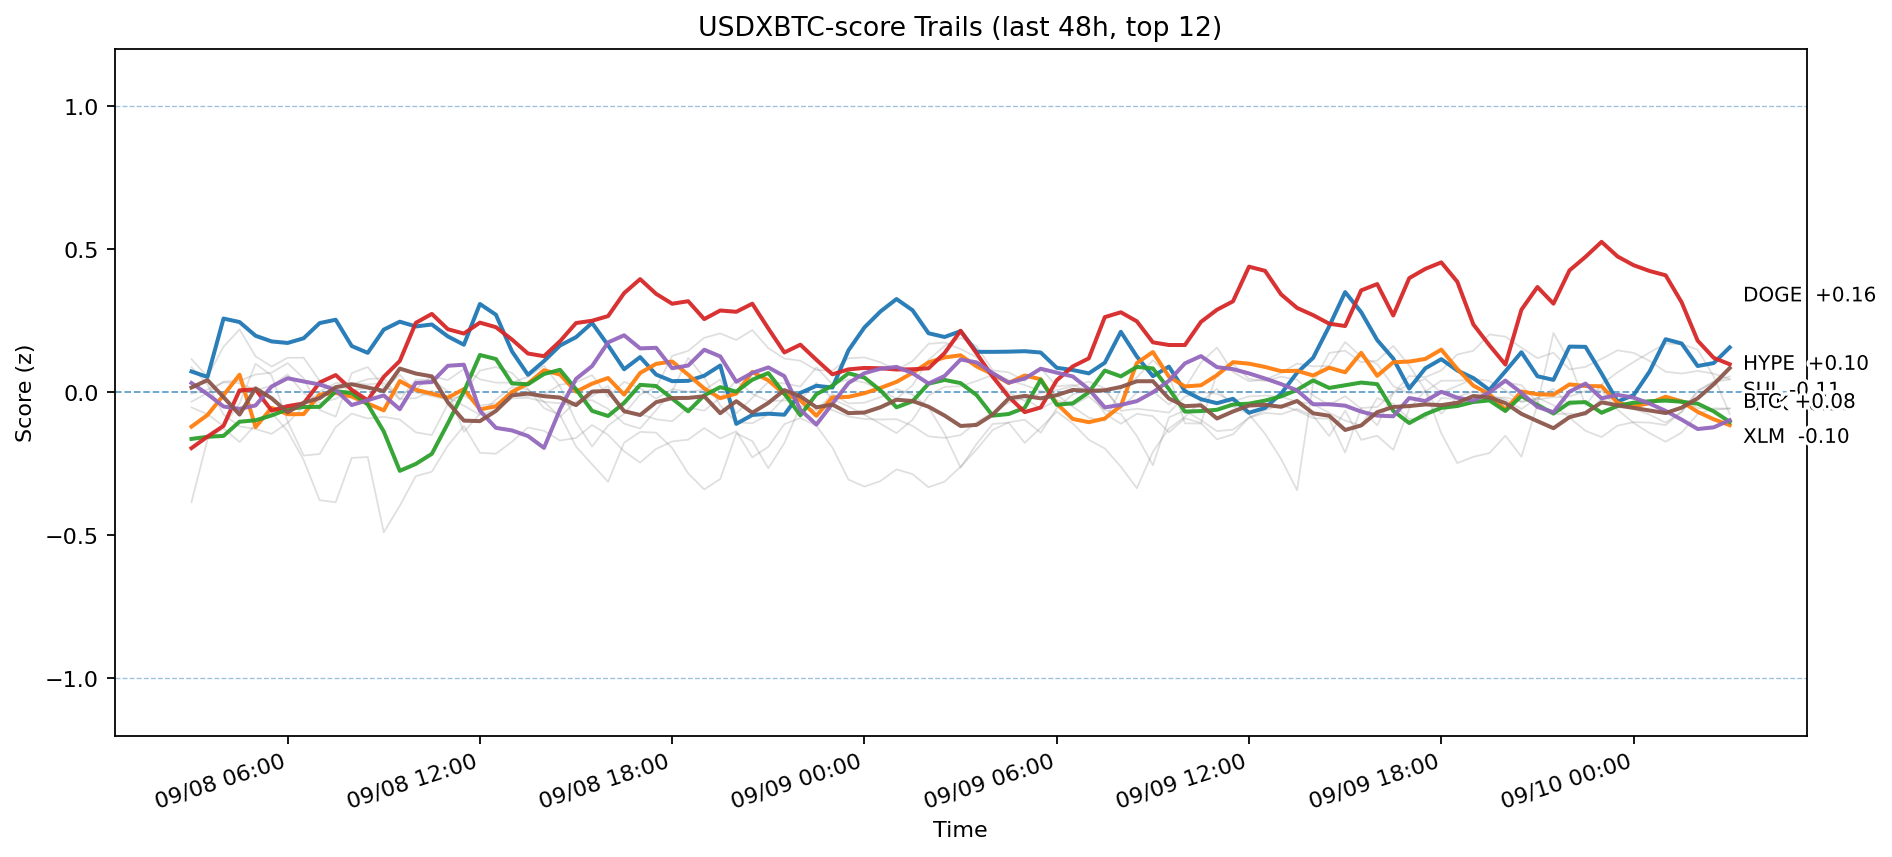 USDXBTC-score Trails (last 48h, top 12)
Score (z)
1.0
0.5
0.0
−0.5
−1.0
DOGE +0.16
HYPE +0.10
-0.11
BTC +0.08
XLM -0.10
09/08 06:00
09/08 12:00
09/08 18:00
09/09 00:00
09/09 06:00
09/09 12:00
09/09 18:00
09/10 00:00
Time